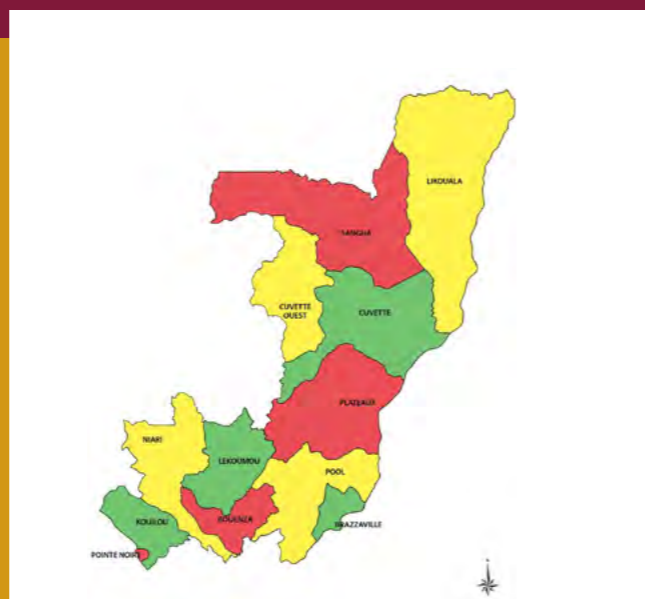 LIKOUALA
SANGHA
CUVETTE
OUEST
CUVETTE
PLATEAUX
NIARI
LEKOUMOU
POOL
BOUENZA
KOUILOU
BRAZZAVILLE
POINTE NOIRE